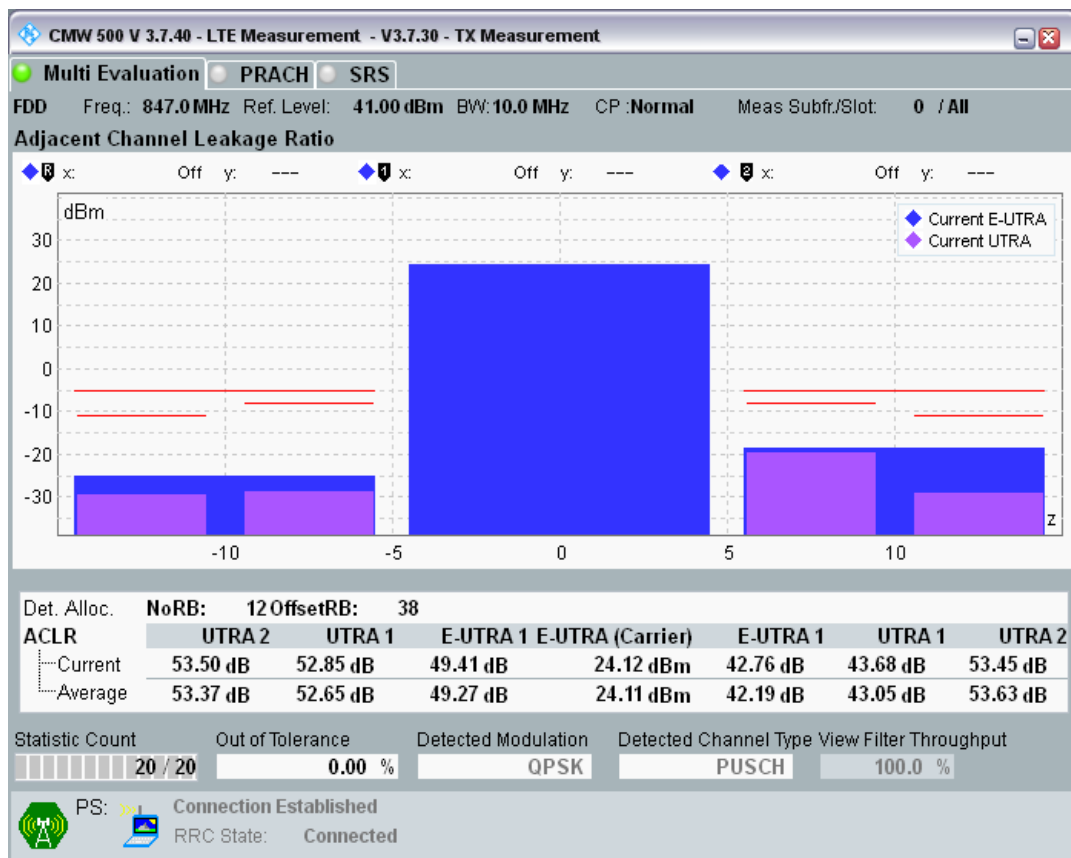 CMW 500 V 3.7.40 - LTE Measurement - V3.7.30 - TX Measurement
Multi Evaluation PRACH SRS
FDD Freq.: 847.0 MHz Ref. Level: 41.00 dBm BW: 10.0 MHz CP :Normal Meas Subfr./Slot: 0 / All
Adjacent Channel Leakage Ratio
R x: Off y: --- 1 x: Off y: --- 2 x: Off y: ---
dBm
Current E-UTRA
Current UTRA
30
20
10
0
-10
-20
-30
z
-10 -5 0 5 10
Det. Alloc. NoRB: 12 OffsetRB: 38
ACLR UTRA 2 UTRA 1 E-UTRA 1 E-UTRA (Carrier) E-UTRA 1 UTRA 1 UTRA 2
Current 53.50 dB 52.85 dB 49.41 dB 24.12 dBm 42.76 dB 43.68 dB 53.45 dB
Average 53.37 dB 52.65 dB 49.27 dB 24.11 dBm 42.19 dB 43.05 dB 53.63 dB
Statistic Count Out of Tolerance Detected Modulation Detected Channel Type View Filter Throughput
20 / 20 0.00 % QPSK PUSCH 100.0 %
PS: Connection Established
RRC State: Connected